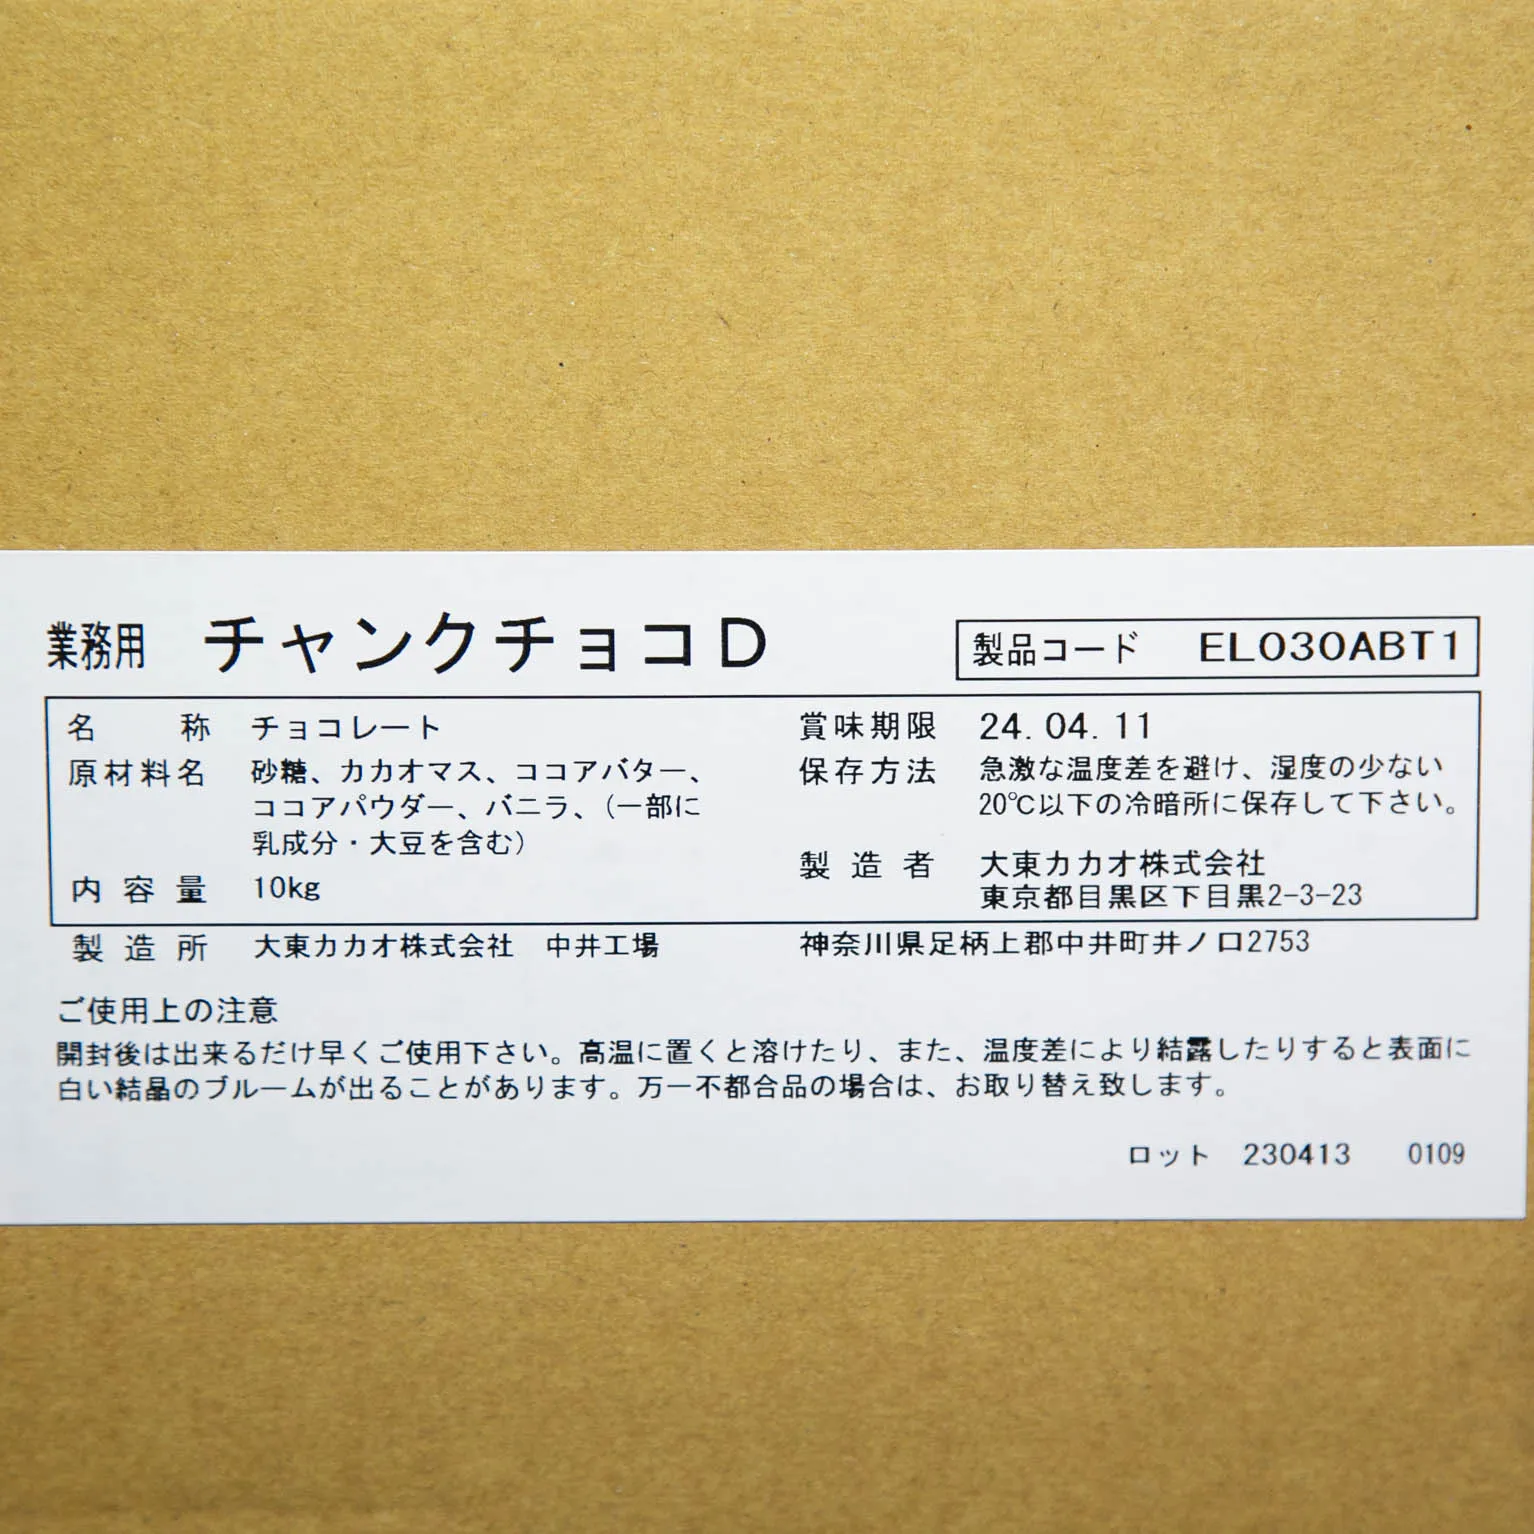 業務用 チャンクチョコD 製品コード EL030ABT1
名称 チョコレート
原材料名 砂糖、カカオマス、ココアバター、
ココアパウダー、バニラ、(一部に
乳成分・大豆を含む)
内容量 10kg
賞味期限 24.04.11
保存方法 急激な温度差を避け、湿度の少ない
20℃以下の冷暗所に保存して下さい。
製造者 大東カカオ株式会社
東京都目黒区下目黒2-3-23
製造所 大東カカオ株式会社 中井工場 神奈川県足柄上郡中井町井ノ口2753
ご使用上の注意
開封後は出来るだけ早くご使用下さい。高温に置くと溶けたり、また、温度差により結露したりすると表面に
白い結晶のブルームが出ることがあります。万一不都合品の場合は、お取り替え致します。
ロット 230413 0109